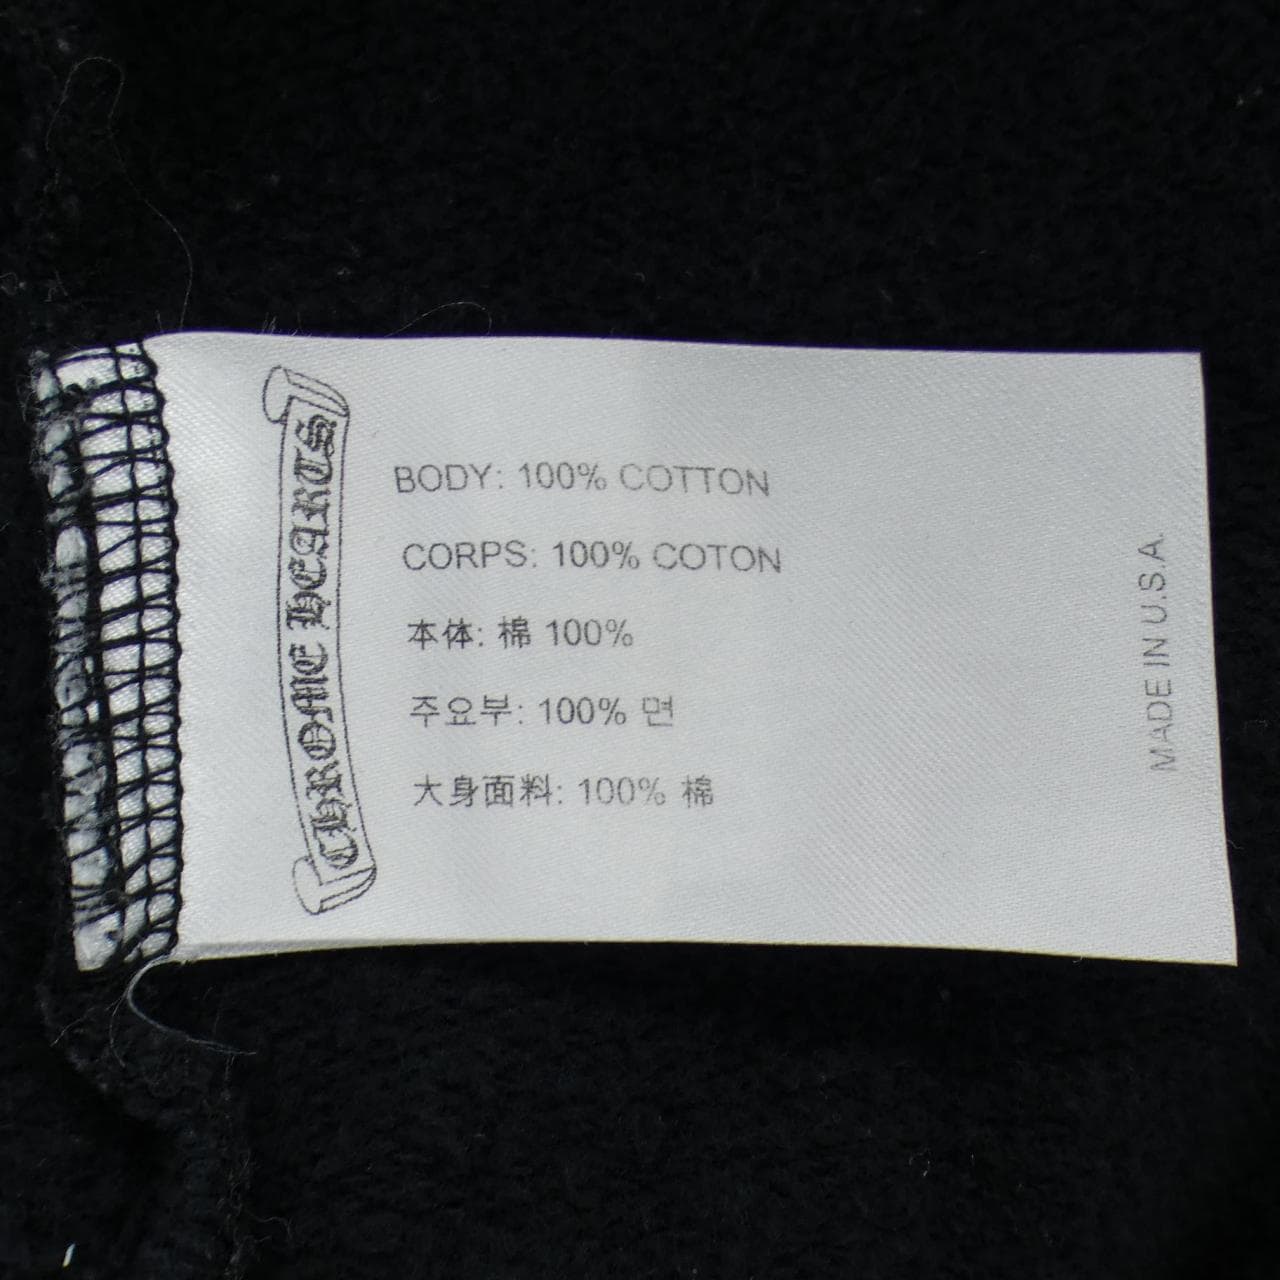 CHROME HEARTS
BODY: 100% COTTON
CORPS: 100% COTON
本体: 棉 100%
주요부: 100% 면
大身面料: 100% 棉
MADE IN U.S.A.